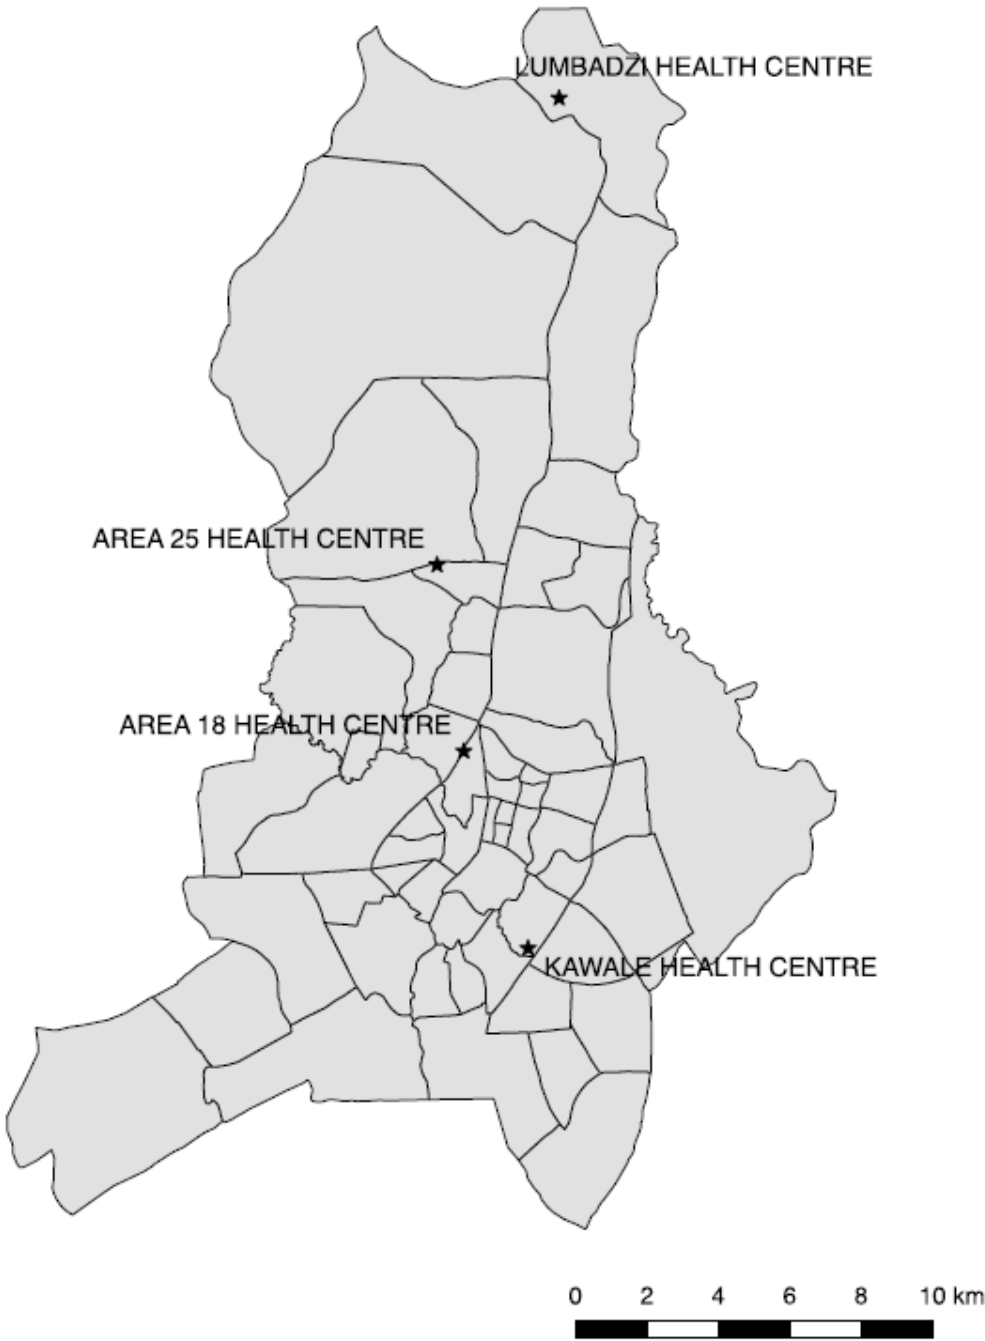 LUMBADZI HEALTH CENTRE
AREA 25 HEALTH CENTRE
AREA 18 HEALTH CENTRE
KAWALE HEALTH CENTRE
0 2 4 6 8 10 km